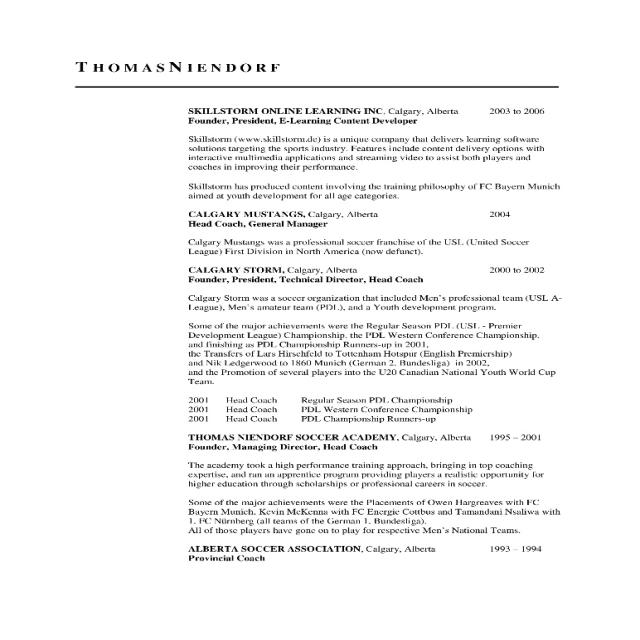 THOMAS NIENDORF
SKILLSTORM ONLINE LEARNING INC, Calgary, Alberta 2003 to 2006
Founder, President, E-Learning Content Developer
Skillstorm (www.skillstorm.de) is a unique company that delivers learning software
solutions targeting the sports industry. Features include content delivery options with
interactive multimedia applications and streaming video to assist both players and
coaches in improving their performance.
Skillstorm has produced content involving the training philosophy of FC Bayern Munich
aimed at youth development for all age categories.
CALGARY MUSTANGS, Calgary, Alberta 2004
Head Coach, General Manager
Calgary Mustangs was a professional soccer franchise of the USL (United Soccer
League) First Division in North America (now defunct).
CALGARY STORM, Calgary, Alberta 2000 to 2002
Founder, President, Technical Director, Head Coach
Calgary Storm was a soccer organization that included Men's professional team (USL A-
League), Men's amateur team (PDL), and a Youth development program.
Some of the major achievements were the Regular Season PDL (USL - Premier
Development League) Championship, the PDL Western Conference Championship,
and finishing as PDL Championship Runners-up in 2001,
the Transfers of Lars Hirschfeld to Tottenham Hotspur (English Premiership)
and Nik Ledgerwood to 1860 Munich (German 2. Bundesliga) in 2002,
and the Promotion of several players into the U20 Canadian National Youth World Cup
Team.
2001 Head Coach Regular Season PDL Championship
2001 Head Coach PDL Western Conference Championship
2001 Head Coach PDL Championship Runners-up
THOMAS NIENDORF SOCCER ACADEMY, Calgary, Alberta 1995 – 2001
Founder, Managing Director, Head Coach
The academy took a high performance training approach, bringing in top coaching
expertise, and ran an apprentice program providing players a realistic opportunity for
higher education through scholarships or professional careers in soccer.
Some of the major achievements were the Placements of Owen Hargreaves with FC
Bayern Munich, Kevin McKenna with FC Energie Cottbus and Tamandani Nsaliwa with
1. FC Nürnberg (all teams of the German 1. Bundesliga).
All of those players have gone on to play for respective Men's National Teams.
ALBERTA SOCCER ASSOCIATION, Calgary, Alberta 1993 – 1994
Provincial Coach